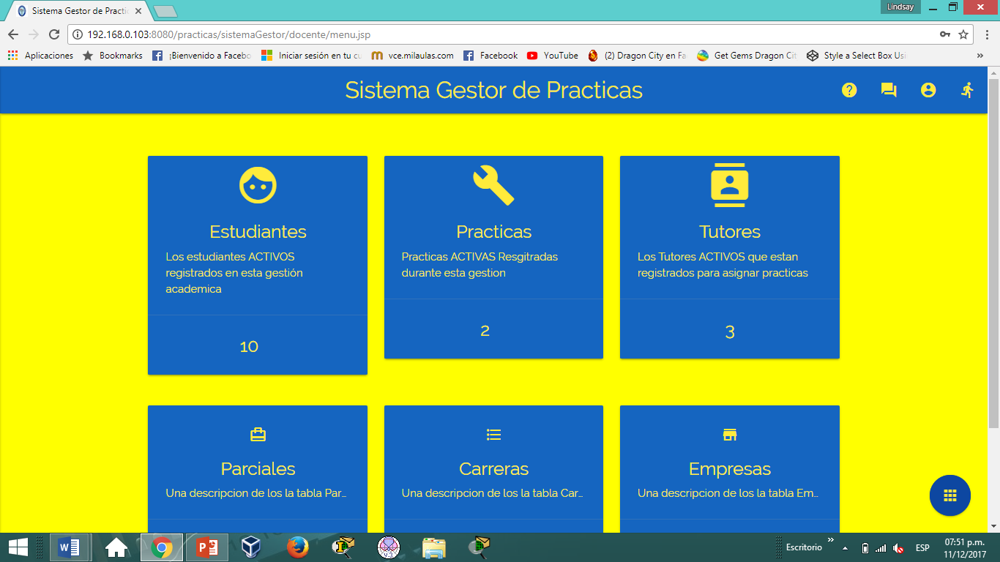 Lindsay
Sistema Gestor de Practic
192.168.0.103:8080/practicas/sistemaGestor/docente/menu.jsp
Aplicaciones Bookmarks ¡Bienvenido a Facebo Iniciar sesión en tu cu vce.milaulas.com Facebook YouTube (2) Dragon City en Fa Get Gems Dragon Cit Style a Select Box Usi »
Sistema Gestor de Practicas
Estudiantes
Los estudiantes ACTIVOS
registrados en esta gestión
academica
10
Practicas
Practicas ACTIVAS Resgitradas
durante esta gestion
2
Tutores
Los Tutores ACTIVOS que estan
registrados para asignar practicas
3
Parciales
Una descripcion de los la tabla Par...
Carreras
Una descripcion de los la tabla Car...
Empresas
Una descripcion de los la tabla Em...
Escritorio » ESP
07:51 p.m.
11/12/2017